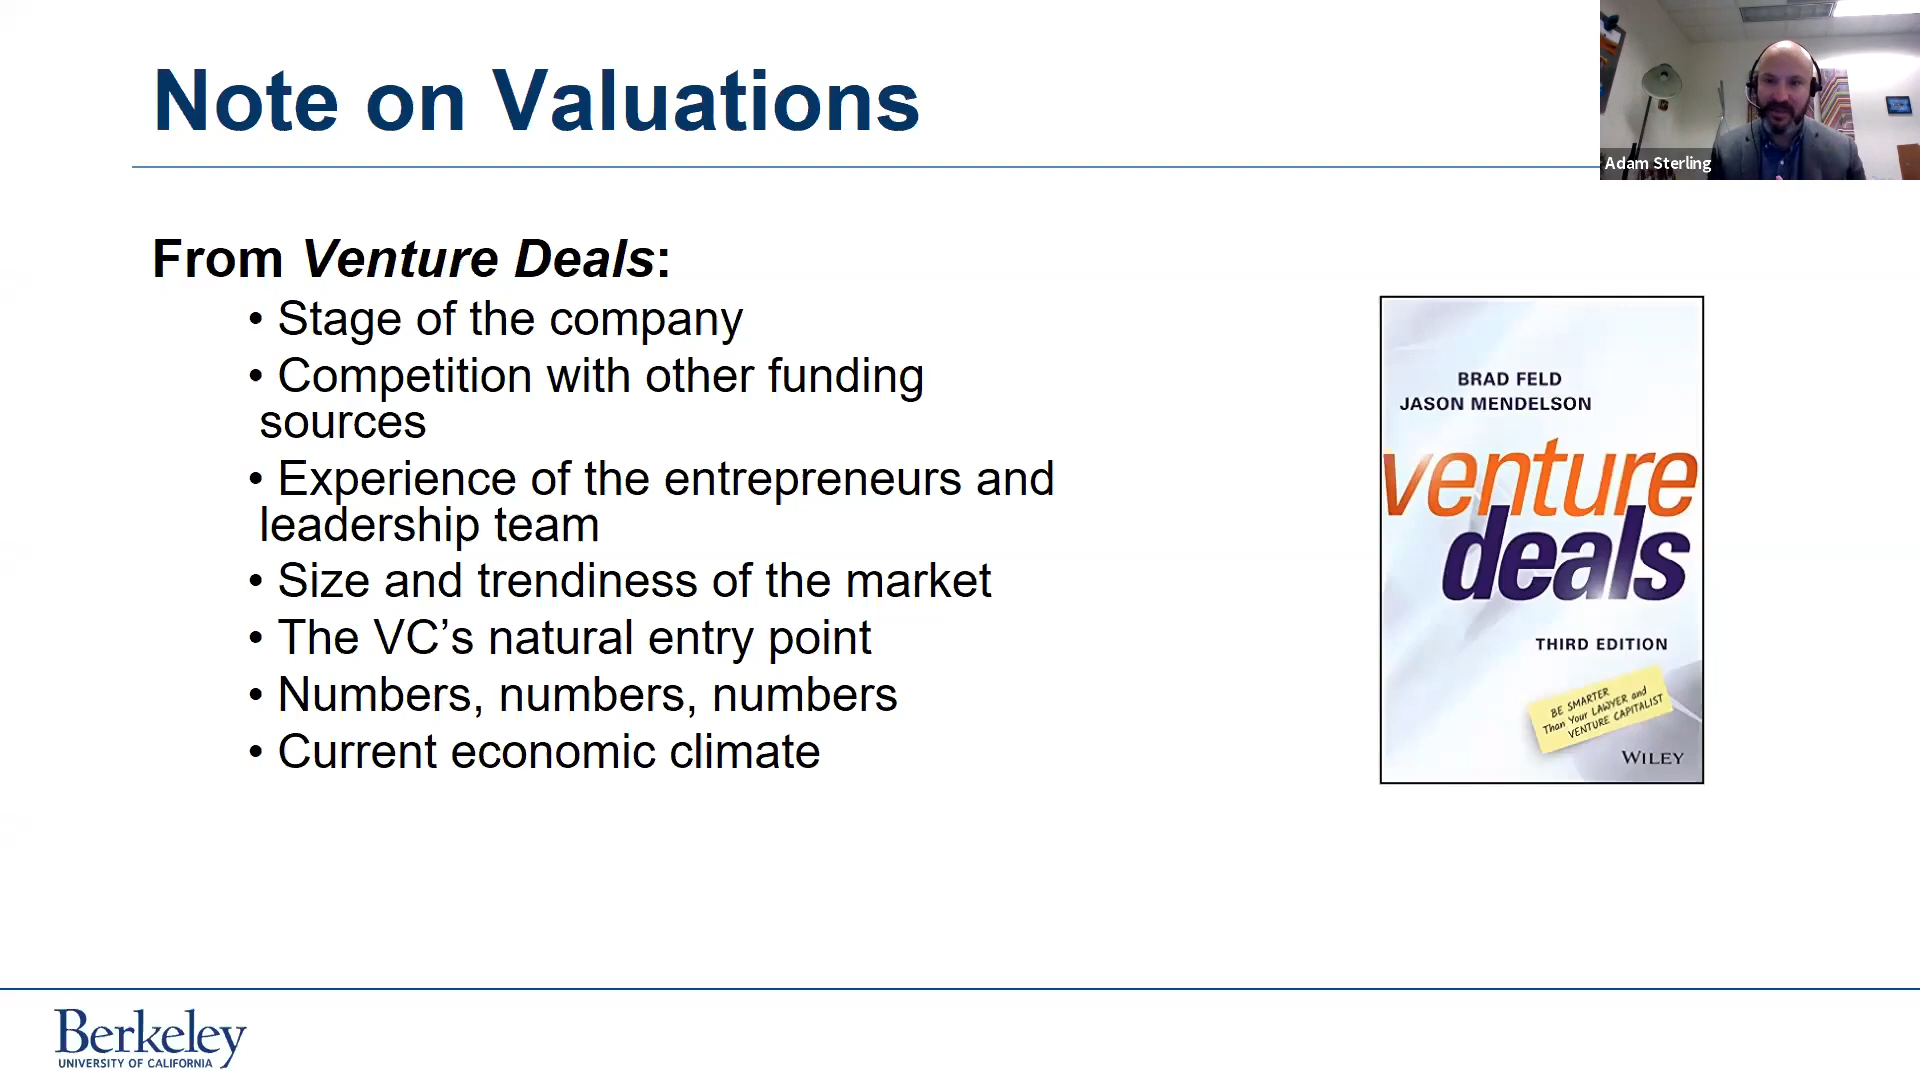 Note on Valuations
Adam Sterling
From Venture Deals:
• Stage of the company
• Competition with other funding
sources
• Experience of the entrepreneurs and
leadership team
• Size and trendiness of the market
• The VC’s natural entry point
• Numbers, numbers, numbers
• Current economic climate
BRAD FELD
JASON MENDELSON
venture
deals
THIRD EDITION
BE SMARTER
Than Your LAWYER and
VENTURE CAPITALIST
WILEY
Berkeley
UNIVERSITY OF CALIFORNIA